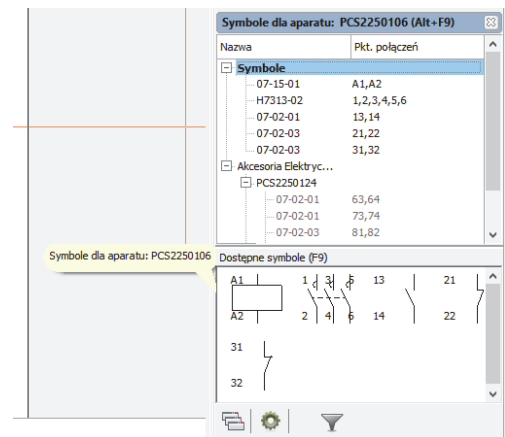 Symbole dla aparatu: PCS2250106 (Alt+F9)
Nazwa Pkt. połączeń
Symbole
07-15-01 A1,A2
H7313-02 1,2,3,4,5,6
07-02-01 13,14
07-02-03 21,22
07-02-03 31,32
Akcesoria Elektryc...
PCS2250124
07-02-01 63,64
07-02-01 73,74
07-02-03 81,82
Symbole dla aparatu: PCS2250106
Dostępne symbole (F9)
A1 1 3 5 13 21
A2 2 4 6 14 22
31
32